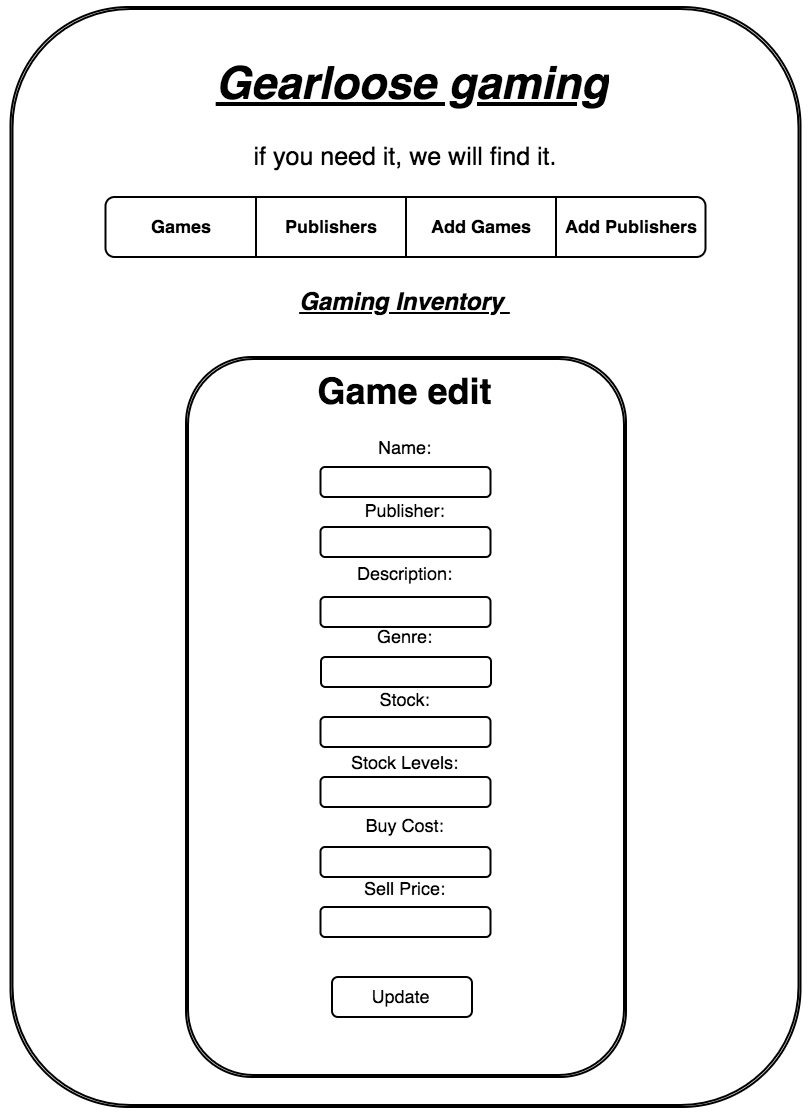 Gearloose gaming
if you need it, we will find it.
Games Publishers Add Games Add Publishers
Gaming Inventory
Game edit
Name:
Publisher:
Description:
Genre:
Stock:
Stock Levels:
Buy Cost:
Sell Price:
Update